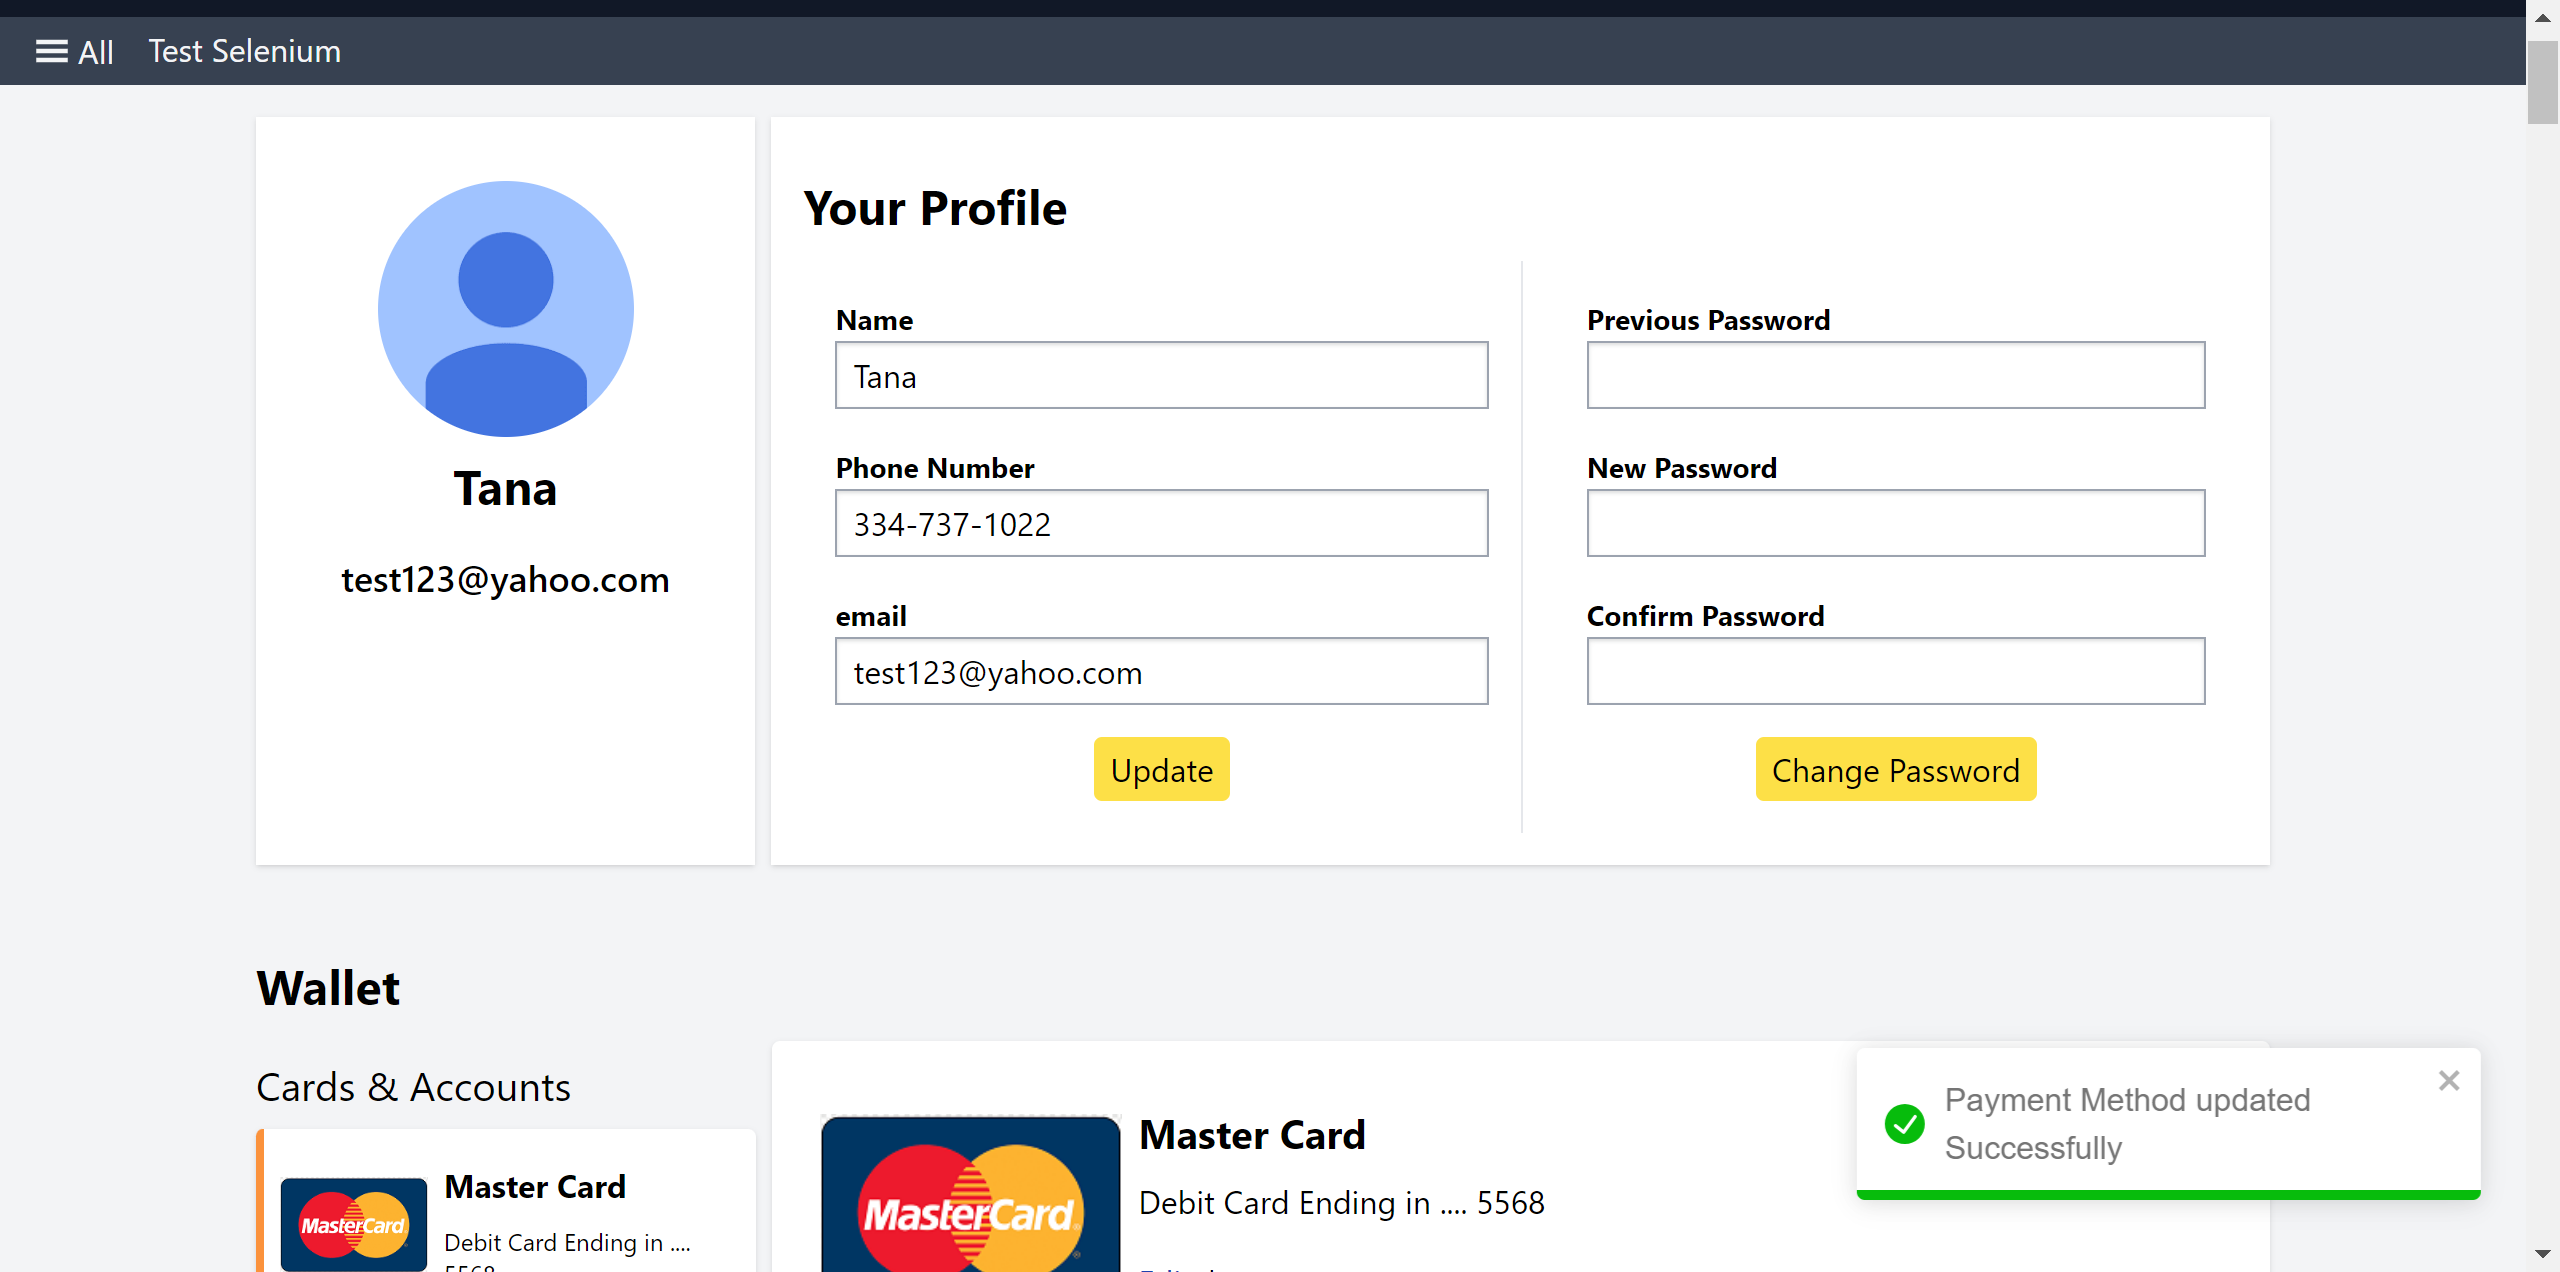 All
Test Selenium
Tana
test123@yahoo.com
Your Profile
Name
Tana
Phone Number
334-737-1022
email
test123@yahoo.com
Update
Previous Password
New Password
Confirm Password
Change Password
Wallet
Cards & Accounts
MasterCard
Master Card
Debit Card Ending in ....
5568
MasterCard
Master Card
Debit Card Ending in .... 5568
Payment Method updated
Successfully